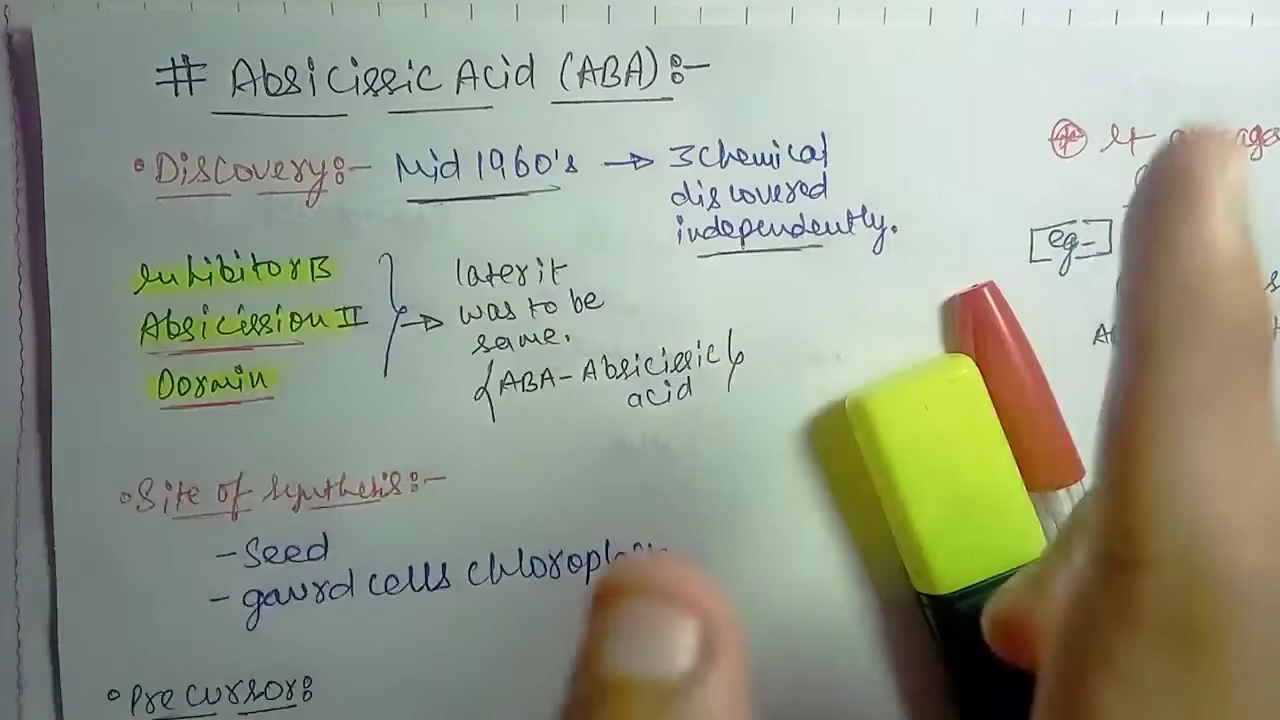 # Absicissic Acid (ABA):-
• Discovery:- Mid 1960's → 3 chemical
discovered
independently.
Inhibitor B
Absicission II
Dormin
later it
was to be
same.
{ABA - Absicissic}
acid
• Site of synthesis:-
- Seed
- gaurd cells
• Precursor:
eg-